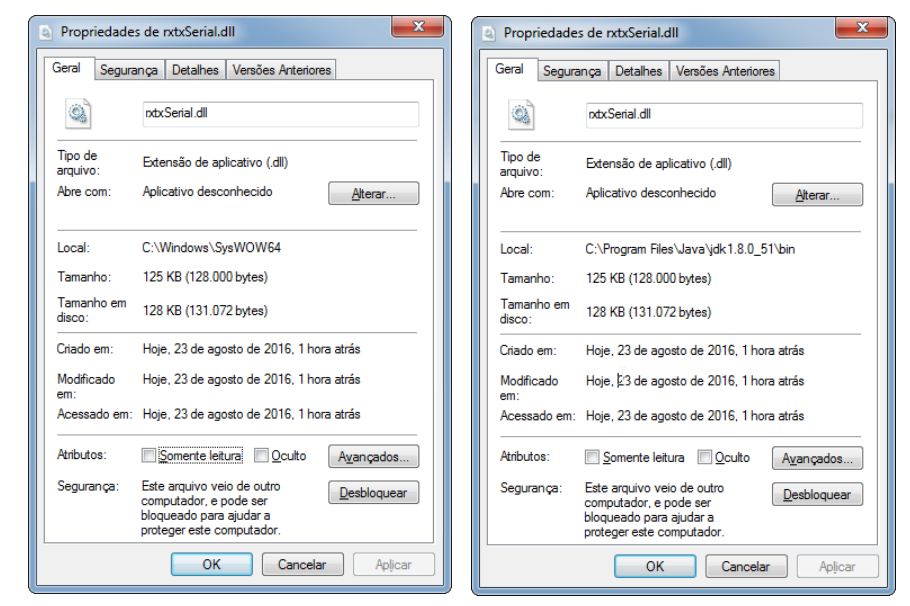 Propriedades de rxtxSerial.dll
Geral Segurança Detalhes Versões Anteriores
rxtxSerial.dll
Tipo de
arquivo:
Extensão de aplicativo (.dll)
Abre com: Aplicativo desconhecido Alterar...
Local: C:\Windows\SysWOW64
Tamanho: 125 KB (128.000 bytes)
Tamanho em
disco:
128 KB (131.072 bytes)
Criado em: Hoje, 23 de agosto de 2016, 1 hora atrás
Modificado
em:
Hoje, 23 de agosto de 2016, 1 hora atrás
Acessado em: Hoje, 23 de agosto de 2016, 1 hora atrás
Atributos: Somente leitura Oculto Avançados...
Segurança: Este arquivo veio de outro
computador, e pode ser
bloqueado para ajudar a
proteger este computador.
Desbloquear
OK Cancelar Aplicar
Propriedades de rxtxSerial.dll
Geral Segurança Detalhes Versões Anteriores
rxtxSerial.dll
Tipo de
arquivo:
Extensão de aplicativo (.dll)
Abre com: Aplicativo desconhecido Alterar...
Local: C:\Program Files\Java\jdk1.8.0_51\bin
Tamanho: 125 KB (128.000 bytes)
Tamanho em
disco:
128 KB (131.072 bytes)
Criado em: Hoje, 23 de agosto de 2016, 1 hora atrás
Modificado
em:
Hoje, 23 de agosto de 2016, 1 hora atrás
Acessado em: Hoje, 23 de agosto de 2016, 1 hora atrás
Atributos: Somente leitura Oculto Avançados...
Segurança: Este arquivo veio de outro
computador, e pode ser
bloqueado para ajudar a
proteger este computador.
Desbloquear
OK Cancelar Aplicar